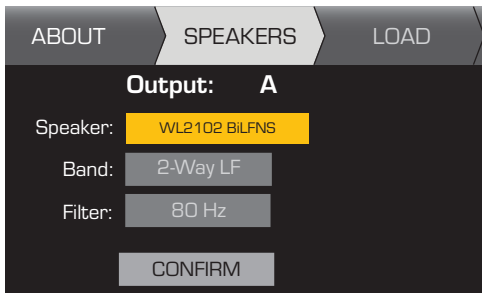 ABOUT SPEAKERS LOAD
Output: A
Speaker: WL2102 BiLFNS
Band: 2-Way LF
Filter: 80 Hz
CONFIRM